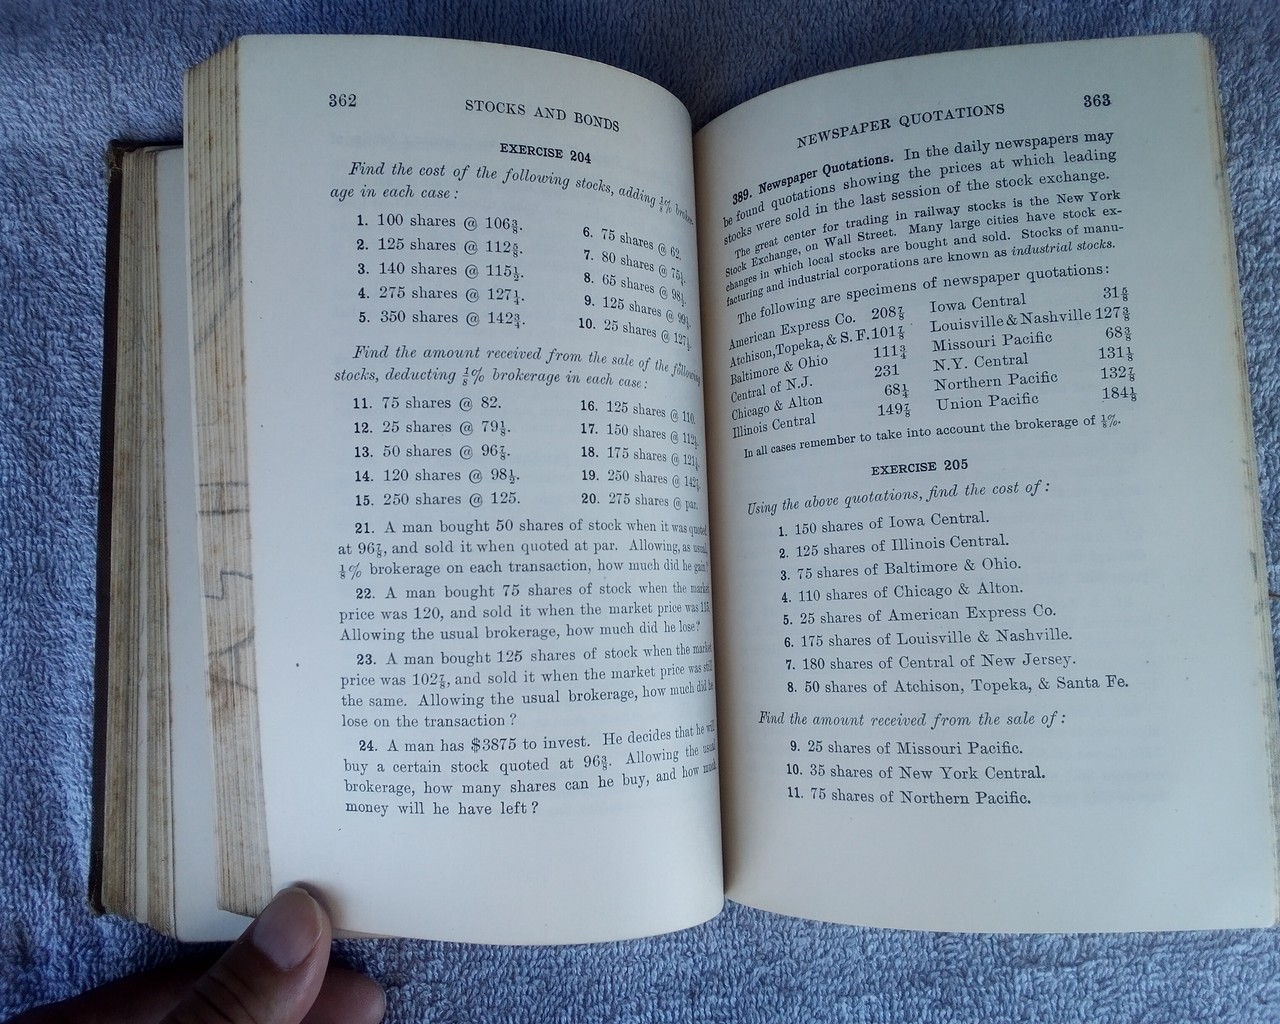 362
STOCKS AND BONDS
EXERCISE 204
Find the cost of the following stocks, adding ⅛% broker-
age in each case:
1. 100 shares @ 106⅜.
2. 125 shares @ 112⅝.
3. 140 shares @ 115½.
4. 275 shares @ 127¼.
5. 350 shares @ 142¾.
6. 75 shares @ 62.
7. 80 shares @
8. 65 shares @
9. 125 shares @
10. 25 shares @
Find the amount received from the sale of the following
stocks, deducting ⅛% brokerage in each case:
11. 75 shares @ 82.
12. 25 shares @ 79⅛.
13. 50 shares @ 96⅞.
14. 120 shares @ 98½.
15. 250 shares @ 125.
16. 125 shares @ 110.
17. 150 shares @
18. 175 shares @
19. 250 shares @
20. 275 shares @ par.
21. A man bought 50 shares of stock when it was quoted
at 96⅞, and sold it when quoted at par. Allowing, as usual,
⅛% brokerage on each transaction, how much did he gain?
22. A man bought 75 shares of stock when the market
price was 120, and sold it when the market price was
Allowing the usual brokerage, how much did he lose?
23. A man bought 125 shares of stock when the market
price was 102⅞, and sold it when the market price was still
the same. Allowing the usual brokerage, how much did he
lose on the transaction?
24. A man has $3875 to invest. He decides that he will
buy a certain stock quoted at 96⅜. Allowing the usual
brokerage, how many shares can he buy, and how much
money will he have left?
NEWSPAPER QUOTATIONS
363
389. Newspaper Quotations. In the daily newspapers may
be found quotations showing the prices at which leading
stocks were sold in the last session of the stock exchange.
The great center for trading in railway stocks is the New York
Stock Exchange, on Wall Street. Many large cities have stock ex-
changes in which local stocks are bought and sold. Stocks of manu-
facturing and industrial corporations are known as industrial stocks.
The following are specimens of newspaper quotations:
American Express Co. 208⅞
Atchison, Topeka, & S. F. 101⅞
Baltimore & Ohio 111¾
Central of N.J. 231
Chicago & Alton 68¼
Illinois Central 149⅞
Iowa Central 31⅝
Louisville & Nashville 127⅜
Missouri Pacific 68⅜
N.Y. Central 131⅛
Northern Pacific 132⅞
Union Pacific 184⅛
In all cases remember to take into account the brokerage of ⅛%.
EXERCISE 205
Using the above quotations, find the cost of:
1. 150 shares of Iowa Central.
2. 125 shares of Illinois Central.
3. 75 shares of Baltimore & Ohio.
4. 110 shares of Chicago & Alton.
5. 25 shares of American Express Co.
6. 175 shares of Louisville & Nashville.
7. 180 shares of Central of New Jersey.
8. 50 shares of Atchison, Topeka, & Santa Fe.
Find the amount received from the sale of:
9. 25 shares of Missouri Pacific.
10. 35 shares of New York Central.
11. 75 shares of Northern Pacific.